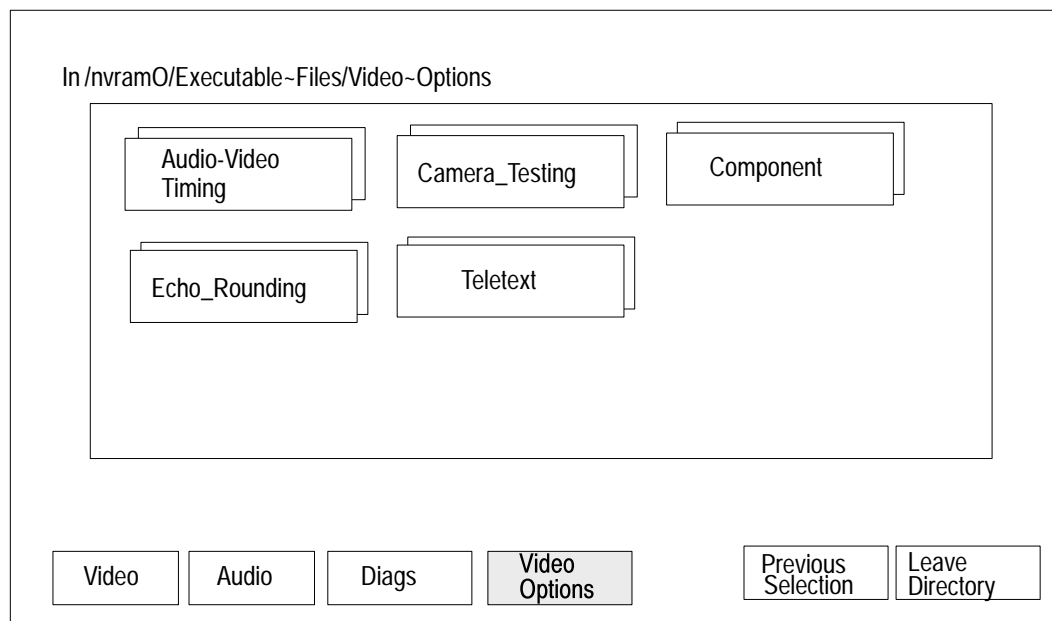 In /nvramO/Executable~Files/Video~Options
Audio-Video
Timing
Camera_Testing
Component
Echo_Rounding
Teletext
Video
Audio
Diags
Video
Options
Previous
Selection
Leave
Directory